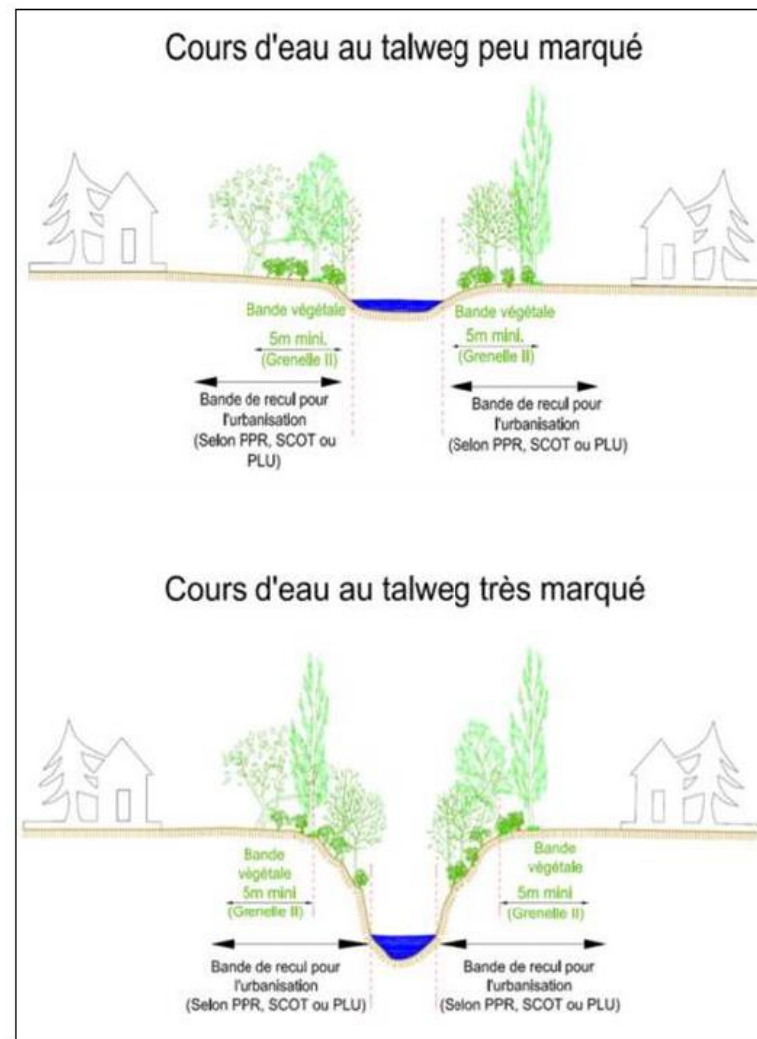 Cours d'eau au talweg peu marqué
Bande végétale
5m mini.
(Grenelle II)
Bande de recul pour
l'urbanisation
(Selon PPR, SCOT ou
PLU)
Bande végétale
5m mini.
(Grenelle II)
Bande de recul pour
l'urbanisation
(Selon PPR, SCOT ou PLU)
Cours d'eau au talweg très marqué
Bande
végétale
5m mini
(Grenelle II)
Bande de recul pour
l'urbanisation
(Selon PPR, SCOT ou PLU)
Bande
végétale
5m mini
(Grenelle II)
Bande de recul pour
l'urbanisation
(Selon PPR, SCOT ou PLU)